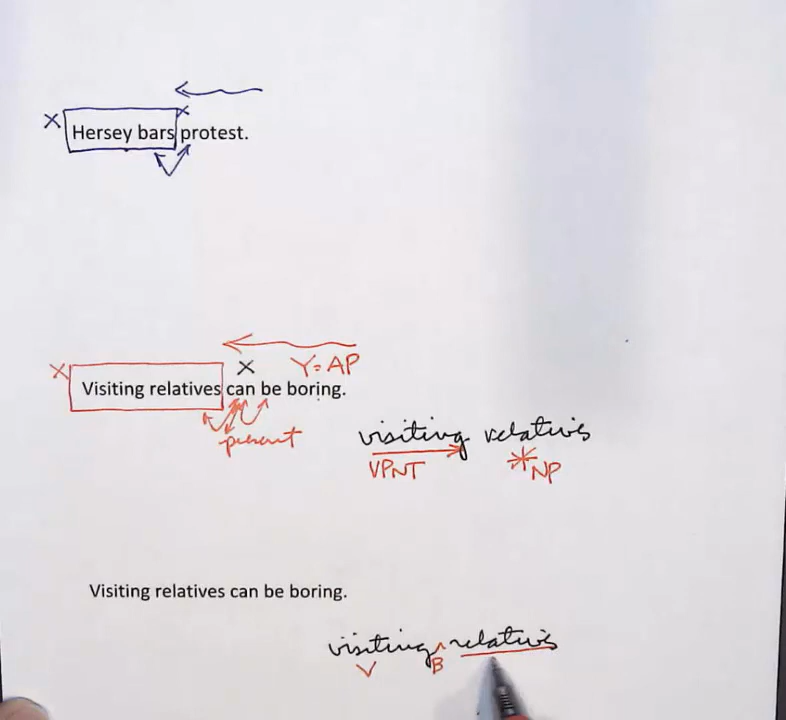 X Hersey bars protest.
X
X Y=AP
X
Visiting relatives can be boring.
present
visiting relatives
VPNT *NP
Visiting relatives can be boring.
visiting ^ relatives
V B